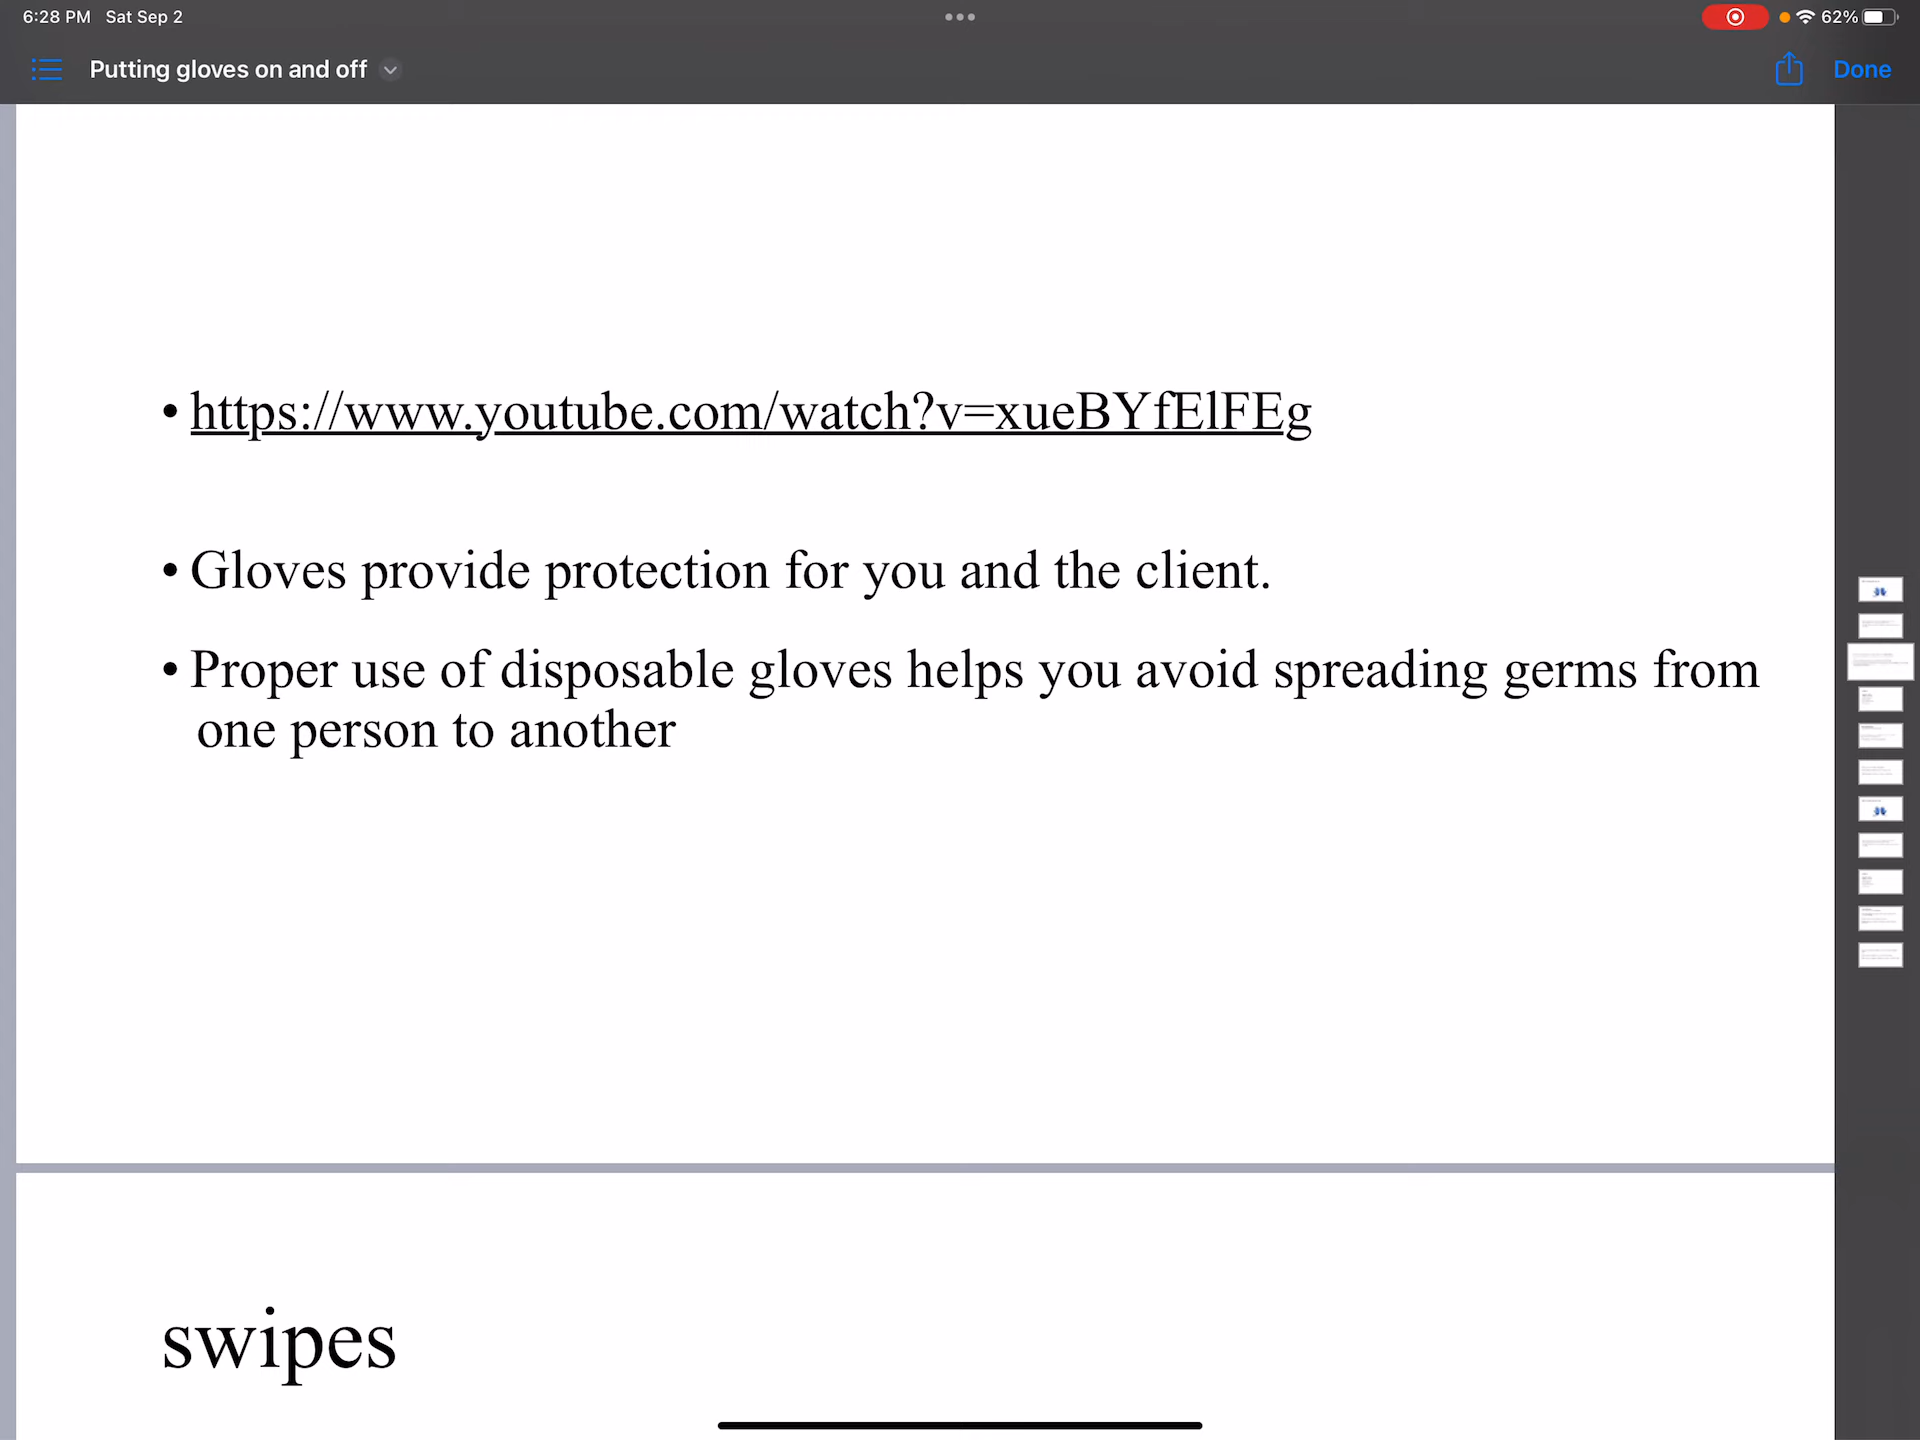 6:28 PM Sat Sep 2
62%
Putting gloves on and off
Done
• https://www.youtube.com/watch?v=xueBYfElFEg
• Gloves provide protection for you and the client.
• Proper use of disposable gloves helps you avoid spreading germs from
one person to another
swipes